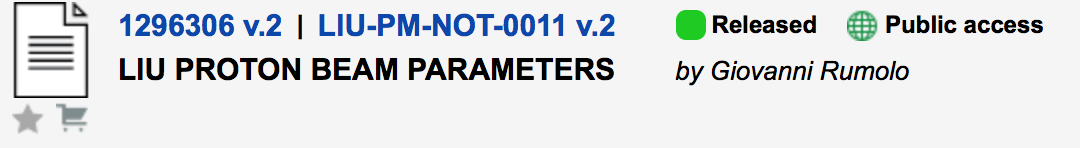 1296306 v.2 | LIU-PM-NOT-0011 v.2 Released Public access
LIU PROTON BEAM PARAMETERS by Giovanni Rumolo